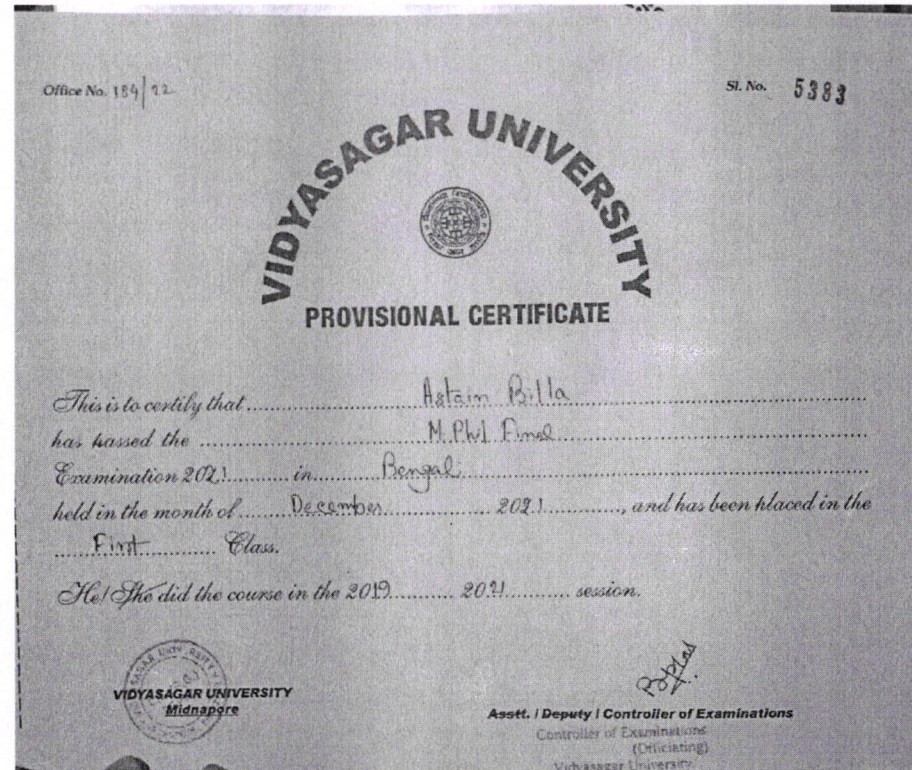 Office No. 184/22
Sl. No. 5383
VIDYASAGAR UNIVERSITY
PROVISIONAL CERTIFICATE
This is to certify that Astain Billa
has passed the M. Phil Final
Examination 2021 in Bengal
held in the month of December 2021, and has been placed in the
First Class.
He/She did the course in the 2019 2021 session.
VIDYASAGAR UNIVERSITY
Midnapore
Asstt. / Deputy / Controller of Examinations
Controller of Examinations
(Officiating)
Vidyasagar University